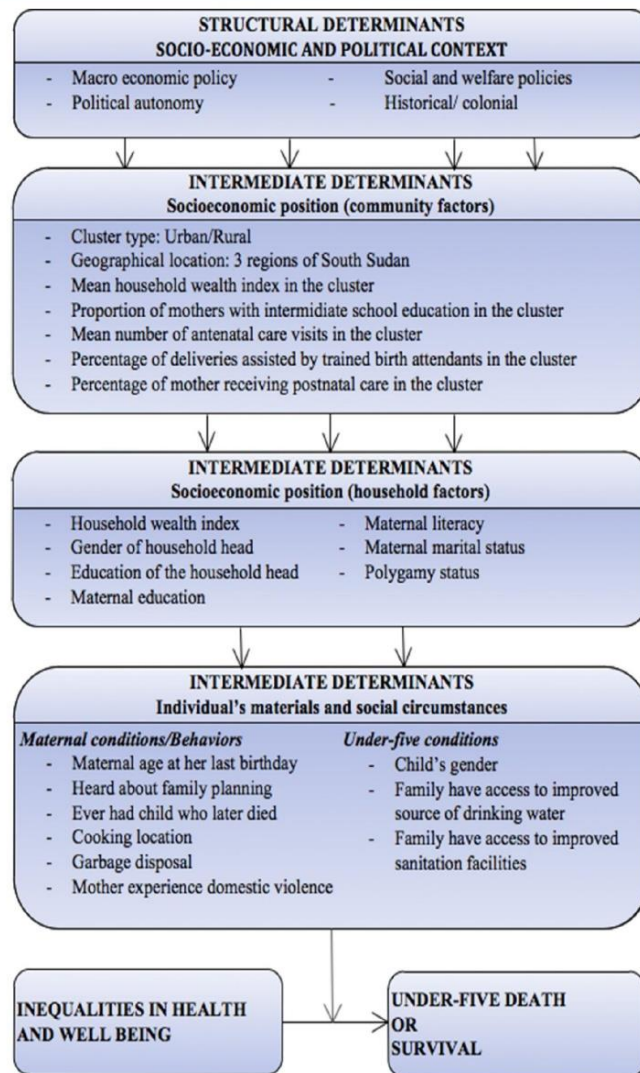 STRUCTURAL DETERMINANTS
SOCIO-ECONOMIC AND POLITICAL CONTEXT
- Macro economic policy
- Political autonomy
- Social and welfare policies
- Historical/ colonial
INTERMEDIATE DETERMINANTS
Socioeconomic position (community factors)
- Cluster type: Urban/Rural
- Geographical location: 3 regions of South Sudan
- Mean household wealth index in the cluster
- Proportion of mothers with intermidiate school education in the cluster
- Mean number of antenatal care visits in the cluster
- Percentage of deliveries assisted by trained birth attendants in the cluster
- Percentage of mother receiving postnatal care in the cluster
INTERMEDIATE DETERMINANTS
Socioeconomic position (household factors)
- Household wealth index
- Gender of household head
- Education of the household head
- Maternal education
- Maternal literacy
- Maternal marital status
- Polygamy status
INTERMEDIATE DETERMINANTS
Individual's materials and social circumstances
Maternal conditions/Behaviors
- Maternal age at her last birthday
- Heard about family planning
- Ever had child who later died
- Cooking location
- Garbage disposal
- Mother experience domestic violence
Under-five conditions
- Child's gender
- Family have access to improved
source of drinking water
- Family have access to improved
sanitation facilities
INEQUALITIES IN HEALTH
AND WELL BEING
UNDER-FIVE DEATH
OR
SURVIVAL